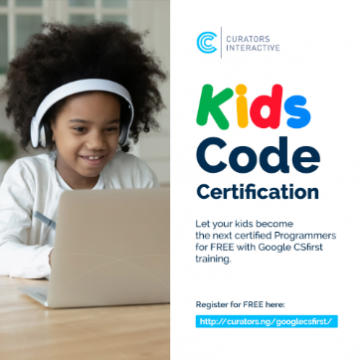 CURATORS
INTERACTIVE
Kids
Code
Certification
Let your kids become
the next certified Programmers
for FREE with Google CSfirst
training.
Register for FREE here:
http://curators.ng/googlecsfirst/